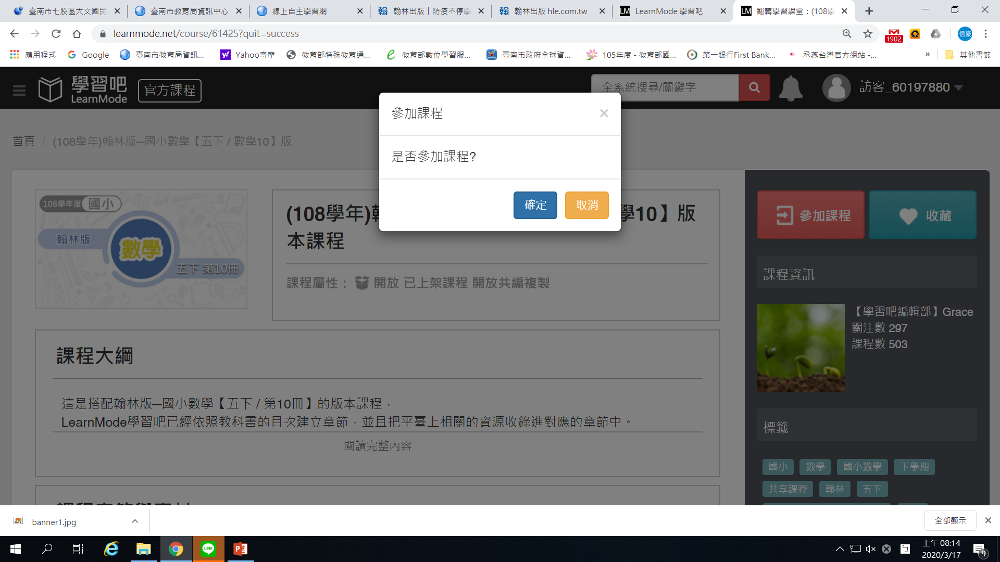 臺南市七股區大文國民
臺南市教育局資訊中心
線上自主學習網
翰林出版 | 防疫不停學
翰林出版 hle.com.tw
LearnMode 學習吧
翻轉學習課堂：(108學
learnmode.net/course/61425?quit=success
1902
信豪
應用程式
Google
臺南市教育局資訊...
Yahoo奇摩
教育部特殊教育通...
教育部數位學習服...
臺南市政府全球資...
105年度 - 教育部國...
第一銀行First Bank...
丞燕台灣官方網站 -...
»
其他書籤
學習吧
LearnMode
官方課程
全系統搜尋/關鍵字
訪客_60197880
參加課程
×
是否參加課程?
確定
取消
首頁 / (108學年)翰林版—國小數學【五下 / 數學10】版
108學年度 國小
翰林版
數學
五下 第10冊
(108學年)
學10】版
本課程
課程屬性： 開放 已上架課程 開放共編複製
參加課程
收藏
課程資訊
【學習吧編輯部】Grace
關注數 297
課程數 503
課程大綱
這是搭配翰林版—國小數學【五下 / 第10冊】的版本課程，
LearnMode學習吧已經依照教科書的目次建立章節，並且把平臺上相關的資源收錄進對應的章節中。
閱讀完整內容
標籤
國小
數學
國小數學
下學期
共享課程
翰林
五下
banner1.jpg
全部顯示
上午 08:14
2020/3/17
9